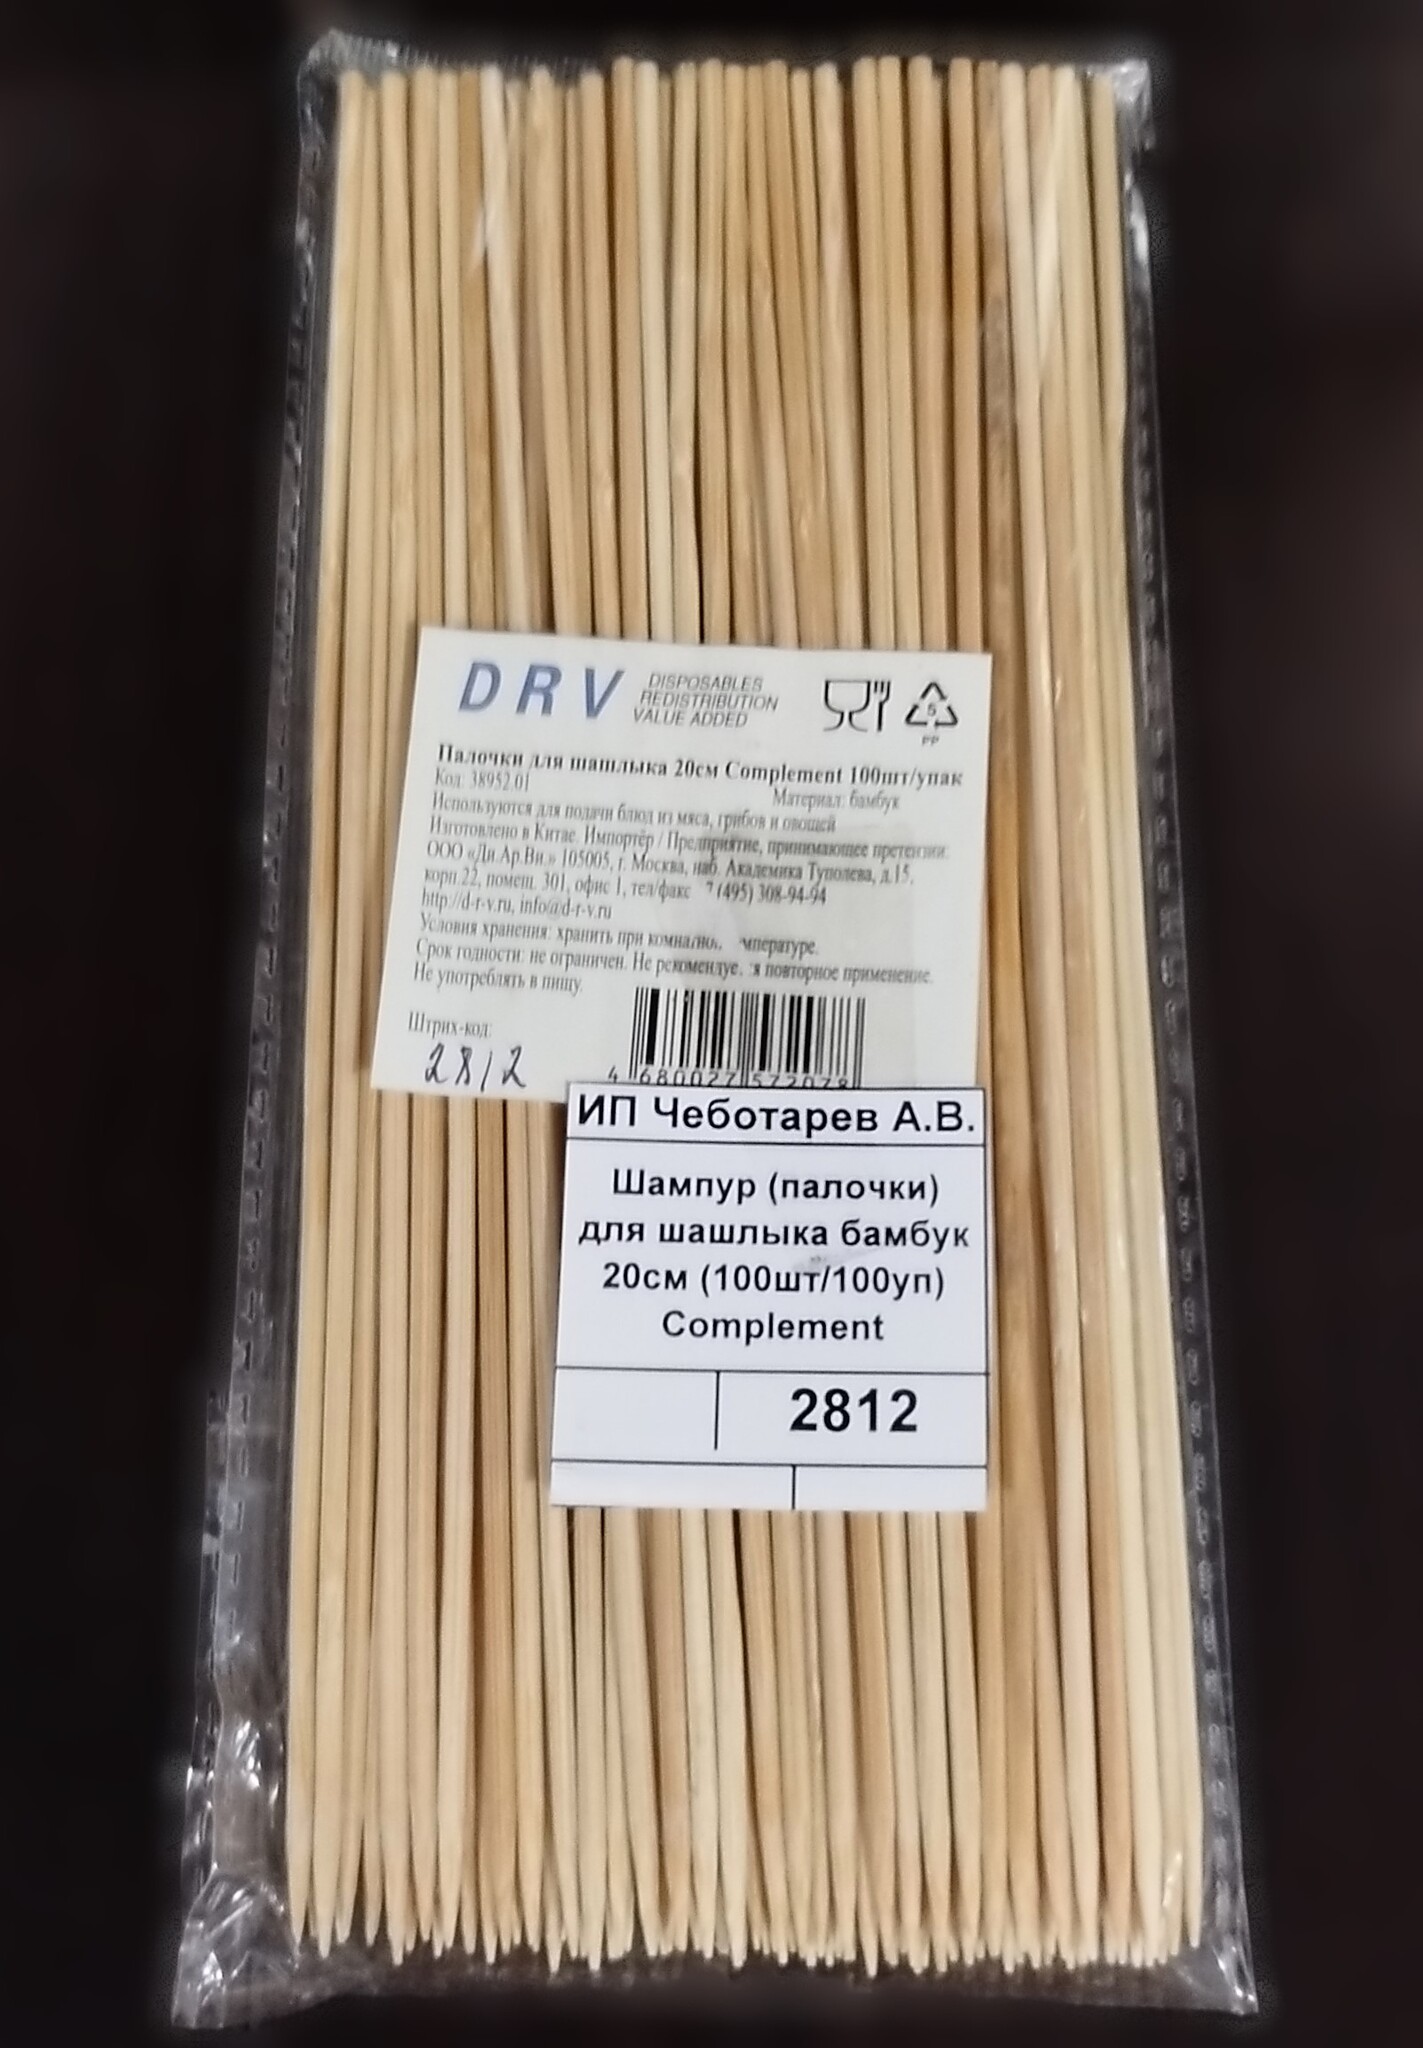 DRV
DISPOSABLES
REDISTRIBUTION
VALUE ADDED
5
PP
Палочки для шашлыка 20см Complement 100шт/упак
Код: 38952.01
Материал: бамбук
Используются для подачи блюд из мяса, грибов и овощей
Изготовлено в Китае. Импортёр / Предприятие, принимающее претензии:
ООО «Ди.Ар.Ви.» 105005, г. Москва, наб. Академика Туполева, д.15,
корп.22, помещ. 301, офис 1, тел/факс 7 (495) 308-94-94
http://d-r-v.ru, info@d-r-v.ru
Условия хранения: хранить при
Срок годности: не ограничен. Не повторное применение.
Не употреблять в пищу.
Штрих-код:
2812
4 680027 572078
ИП Чеботарев А.В.
Шампур (палочки)
для шашлыка бамбук
20см (100шт/100уп)
Complement
2812